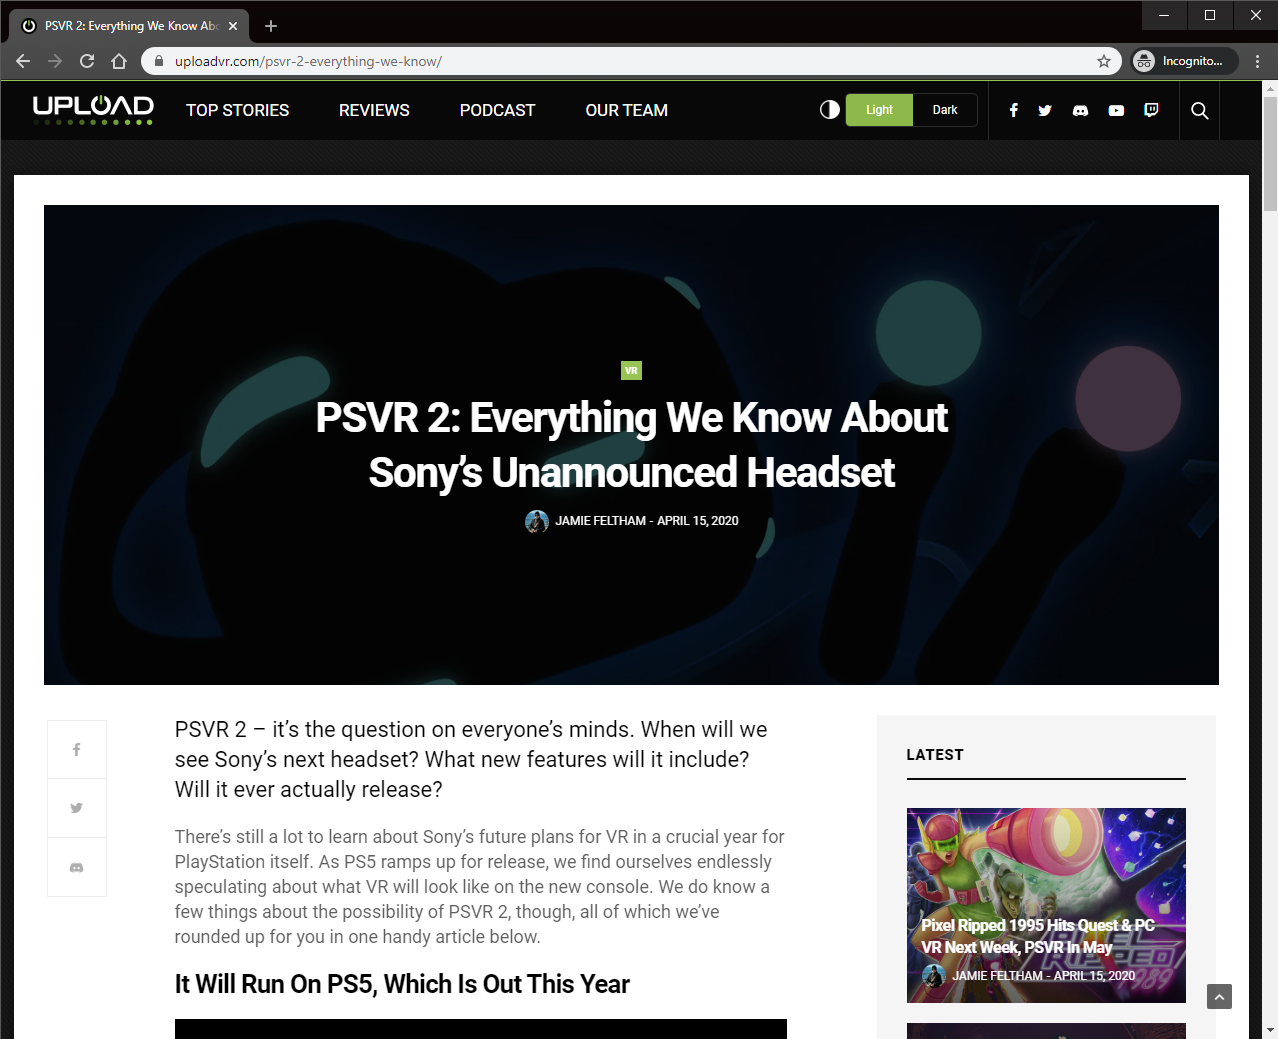 PSVR 2: Everything We Know Abo
uploadvr.com/psvr-2-everything-we-know/
Incognito...
UPLOAD
TOP STORIES
REVIEWS
PODCAST
OUR TEAM
Light
Dark
VR
PSVR 2: Everything We Know About
Sony’s Unannounced Headset
JAMIE FELTHAM - APRIL 15, 2020
PSVR 2 – it’s the question on everyone’s minds. When will we
see Sony’s next headset? What new features will it include?
Will it ever actually release?
There’s still a lot to learn about Sony’s future plans for VR in a crucial year for
PlayStation itself. As PS5 ramps up for release, we find ourselves endlessly
speculating about what VR will look like on the new console. We do know a
few things about the possibility of PSVR 2, though, all of which we’ve
rounded up for you in one handy article below.
It Will Run On PS5, Which Is Out This Year
LATEST
Pixel Ripped 1995 Hits Quest & PC
VR Next Week, PSVR In May
JAMIE FELTHAM - APRIL 15, 2020
PIXEL
RIPPED
1989